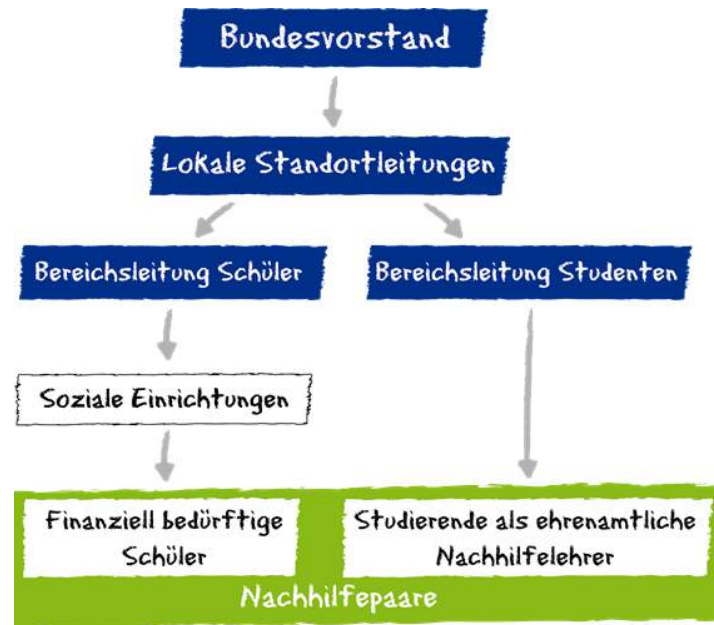 Bundesvorstand
Lokale Standortleitungen
Bereichsleitung Schüler
Bereichsleitung Studenten
Soziale Einrichtungen
Finanziell bedürftige
Schüler
Studierende als ehrenamtliche
Nachhilfelehrer
Nachhilfepaare